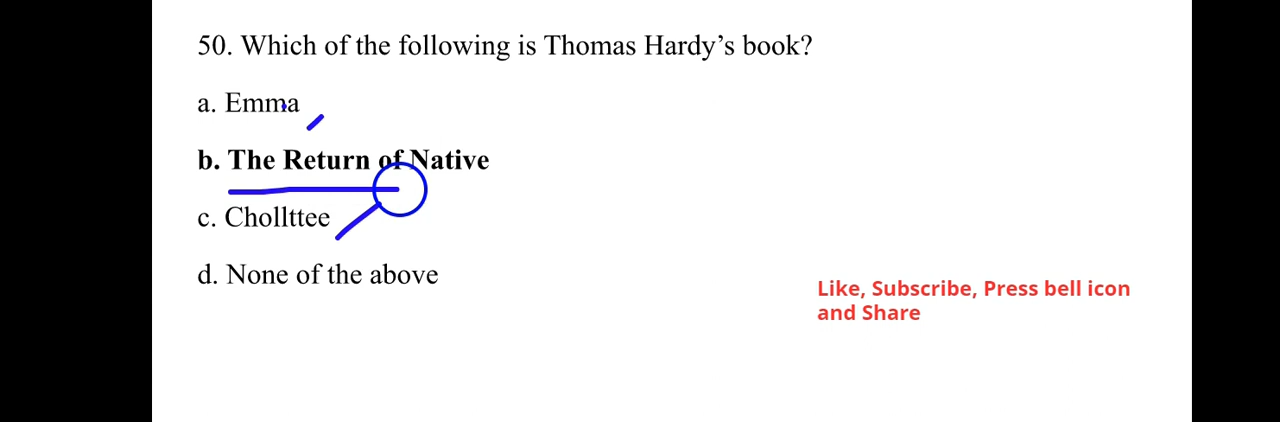 50. Which of the following is Thomas Hardy’s book?
a. Emma
b. The Return of Native
c. Chollttee
d. None of the above
Like, Subscribe, Press bell icon
and Share